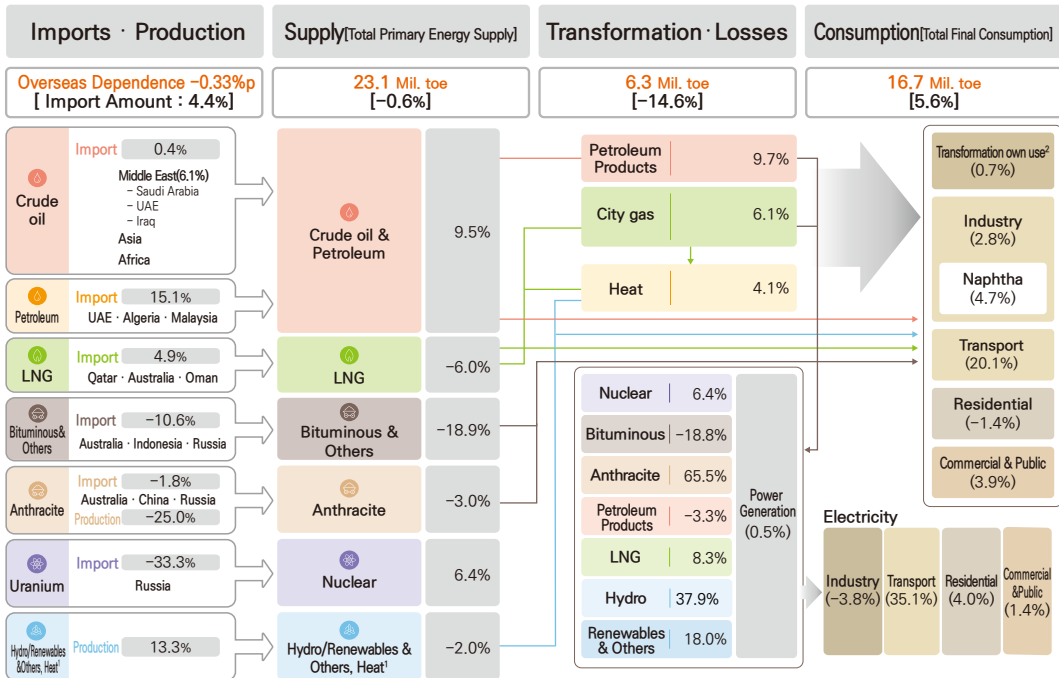 Imports · Production
Supply[Total Primary Energy Supply]
Transformation · Losses
Consumption[Total Final Consumption]
Overseas Dependence −0.33%p
[ Import Amount : 4.4%]
23.1 Mil. toe
[−0.6%]
6.3 Mil. toe
[−14.6%]
16.7 Mil. toe
[5.6%]
Crude
oil
Import 0.4%
Middle East(6.1%)
− Saudi Arabia
− UAE
− Iraq
Asia
Africa
Petroleum
Import 15.1%
UAE · Algeria · Malaysia
LNG
Import 4.9%
Qatar · Australia · Oman
Bituminous&
Others
Import −10.6%
Australia · Indonesia · Russia
Anthracite
Import −1.8%
Australia · China · Russia
Production −25.0%
Uranium
Import −33.3%
Russia
Hydro/Renewables
&Others, Heat¹
Production 13.3%
Crude oil &
Petroleum
9.5%
LNG
−6.0%
Bituminous &
Others
−18.9%
Anthracite
−3.0%
Nuclear
6.4%
Hydro/Renewables &
Others, Heat¹
−2.0%
Petroleum
Products
9.7%
City gas
6.1%
Heat
4.1%
Nuclear 6.4%
Bituminous −18.8%
Anthracite 65.5%
Petroleum
Products
−3.3%
LNG 8.3%
Hydro 37.9%
Renewables
& Others
18.0%
Power
Generation
(0.5%)
Transformation own use²
(0.7%)
Industry
(2.8%)
Naphtha
(4.7%)
Transport
(20.1%)
Residential
(−1.4%)
Commercial & Public
(3.9%)
Electricity
Industry
(−3.8%)
Transport
(35.1%)
Residential
(4.0%)
Commercial
&Public
(1.4%)